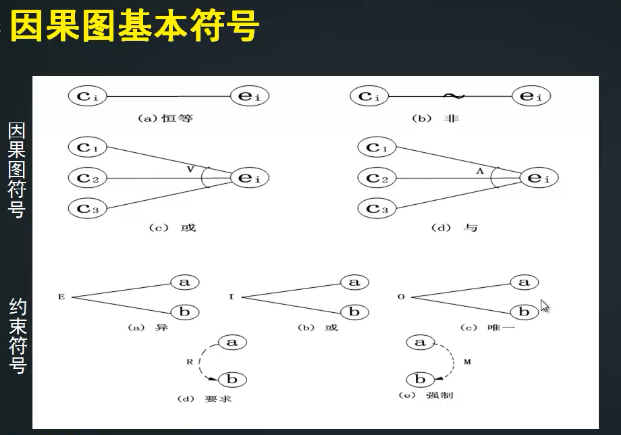 因果图基本符号
因果图符号
ci ei
(a) 恒等
ci ~ ei
(b) 非
c1
c2 V ei
c3
(c) 或
c1
c2 Λ ei
c3
(d) 与
约束符号
E a b
(a) 异
I a b
(b) 或
O a b
(c) 唯一
R a b
(d) 要求
a b M
(e) 强制